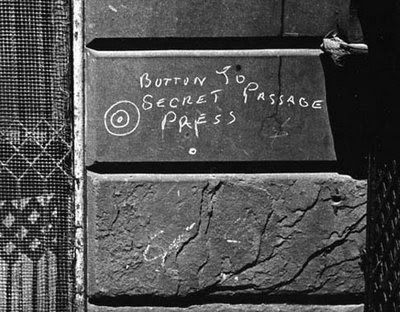 BUTTON TO
SECRET PASSAGE
PRESS